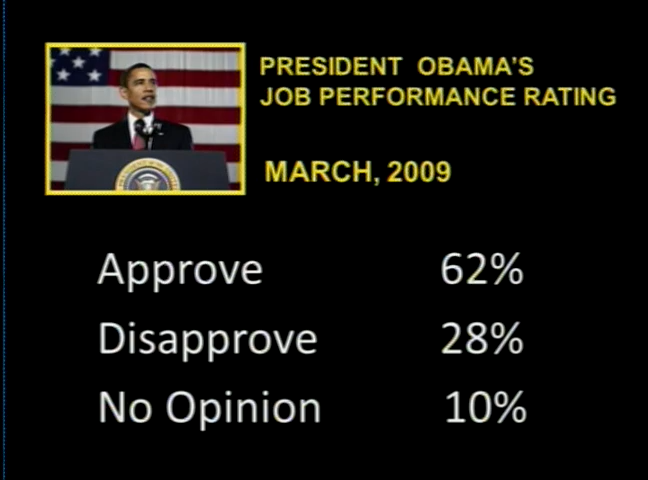 PRESIDENT OBAMA'S
JOB PERFORMANCE RATING
MARCH, 2009
Approve 62%
Disapprove 28%
No Opinion 10%